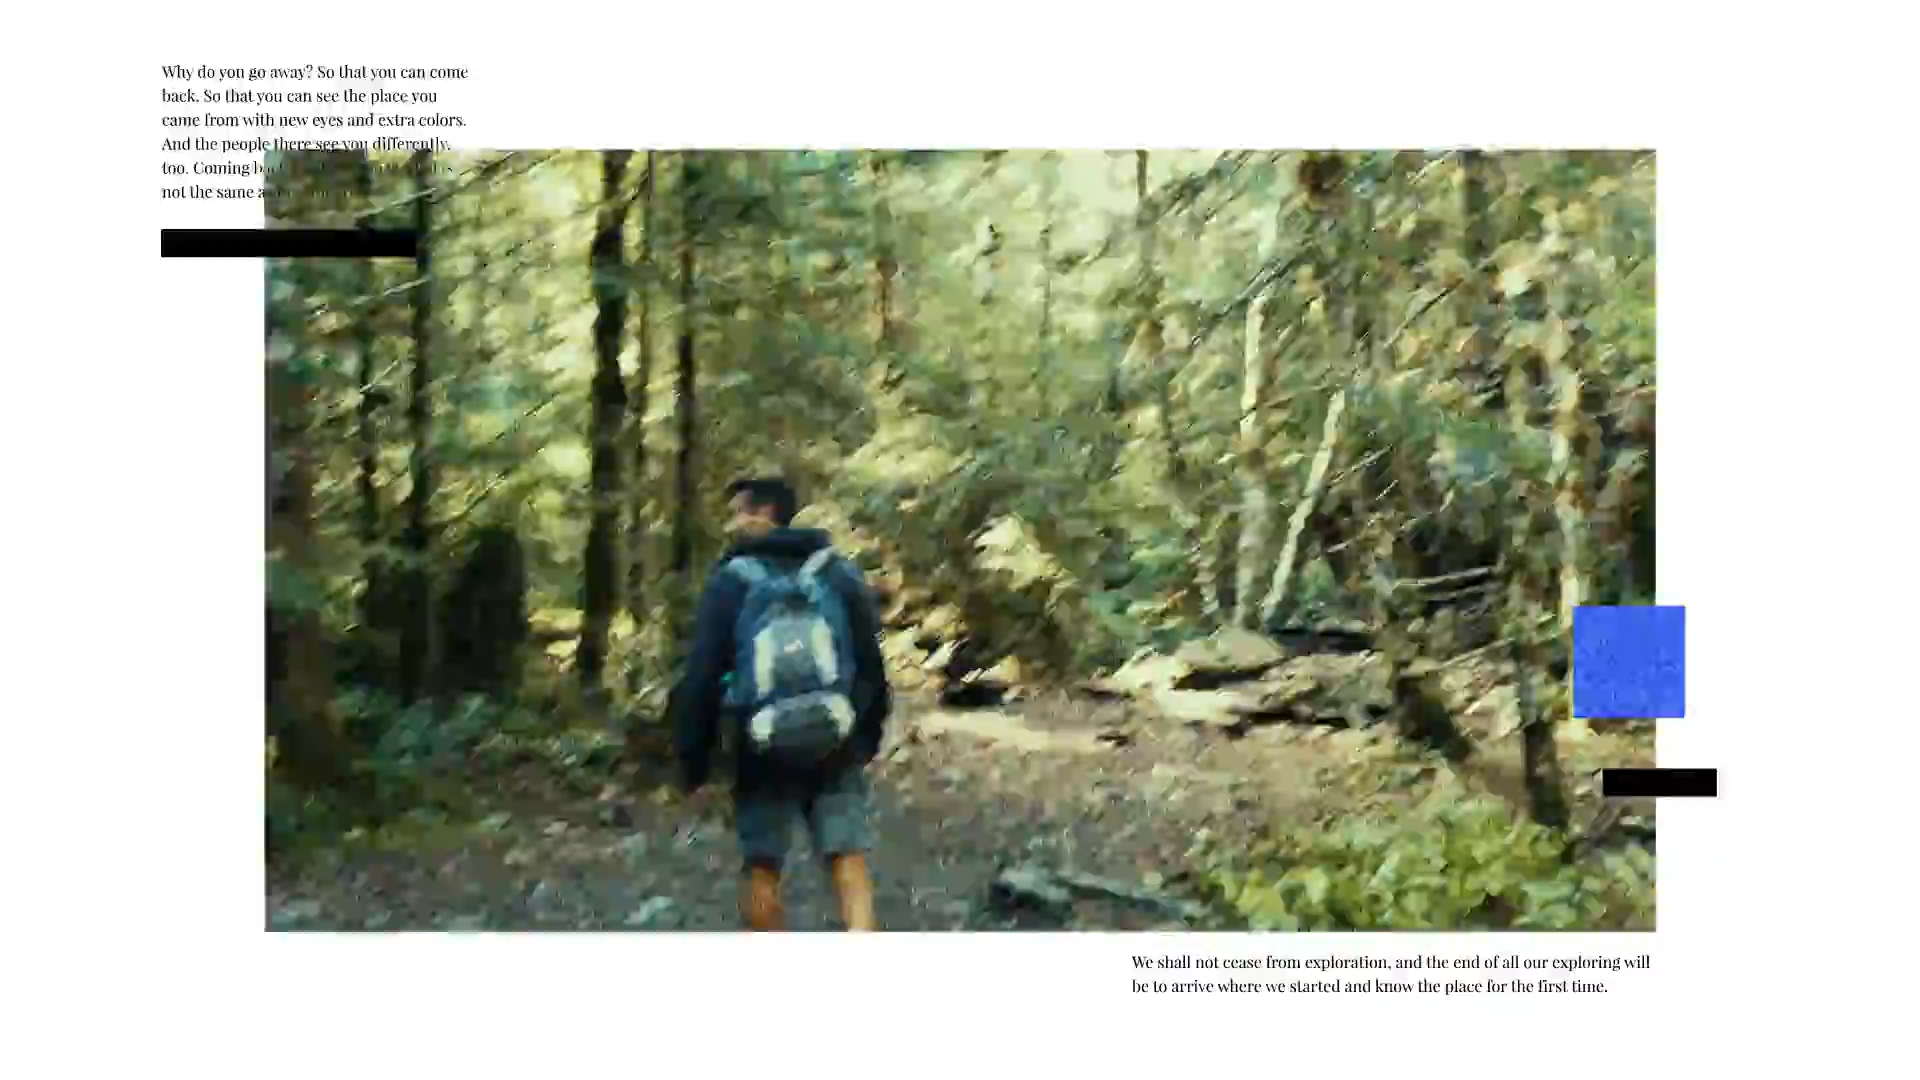 Why do you go away? So that you can come
back. So that you can see the place you
came from with new eyes and extra colors.
And the people there see you differently,
too. Coming
not the same
We shall not cease from exploration, and the end of all our exploring will
be to arrive where we started and know the place for the first time.